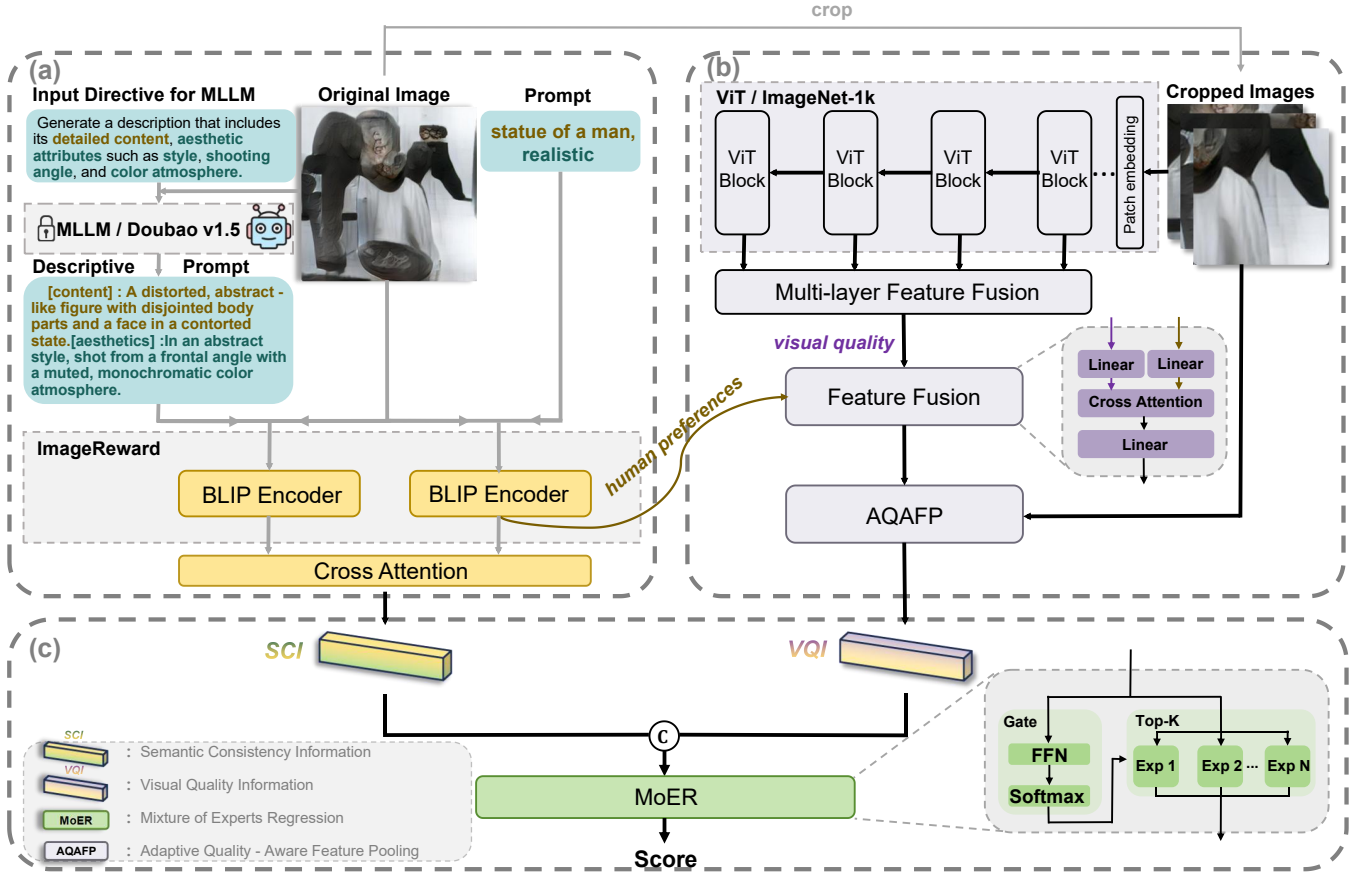 crop
(a)
Input Directive for MLLM
Generate a description that includes
its detailed content, aesthetic
attributes such as style, shooting
angle, and color atmosphere.
Original Image
Prompt
statue of a man,
realistic
MLLM / Doubao v1.5
Descriptive Prompt
[content] : A distorted, abstract -
like figure with disjointed body
parts and a face in a contorted
state.[aesthetics] :In an abstract
style, shot from a frontal angle with
a muted, monochromatic color
atmosphere.
ImageReward
BLIP Encoder
BLIP Encoder
Cross Attention
human preferences
(b)
ViT / ImageNet-1k
Cropped Images
ViT
Block
ViT
Block
ViT
Block
ViT
Block
...
Patch embedding
Multi-layer Feature Fusion
visual quality
Feature Fusion
Linear
Linear
Cross Attention
Linear
AQAFP
(c)
SCI
VQI
C
MoER
Score
SCI
: Semantic Consistency Information
VQI
: Visual Quality Information
MoER : Mixture of Experts Regression
AQAFP : Adaptive Quality - Aware Feature Pooling
Gate
FFN
Softmax
Top-K
Exp 1
Exp 2
...
Exp N